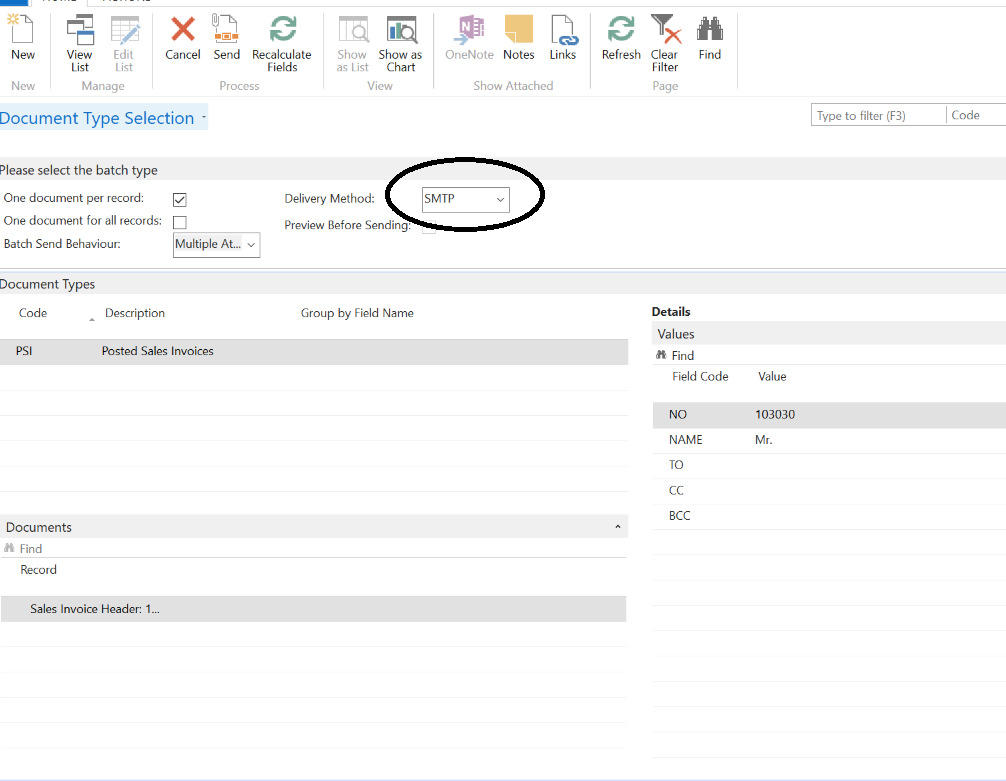 HOME ACTIONS
New View List Edit List Cancel Send Recalculate Fields Show as List Show as Chart OneNote Notes Links Refresh Clear Filter Find
New Manage Process View Show Attached Page
Document Type Selection
Type to filter (F3) Code
Please select the batch type
One document per record: Delivery Method: SMTP
One document for all records: Preview Before Sending:
Batch Send Behaviour: Multiple At...
Document Types
Code Description Group by Field Name
PSI Posted Sales Invoices
Documents
Find
Record
Sales Invoice Header: 1...
Details
Values
Find
Field Code Value
NO 103030
NAME Mr.
TO
CC
BCC